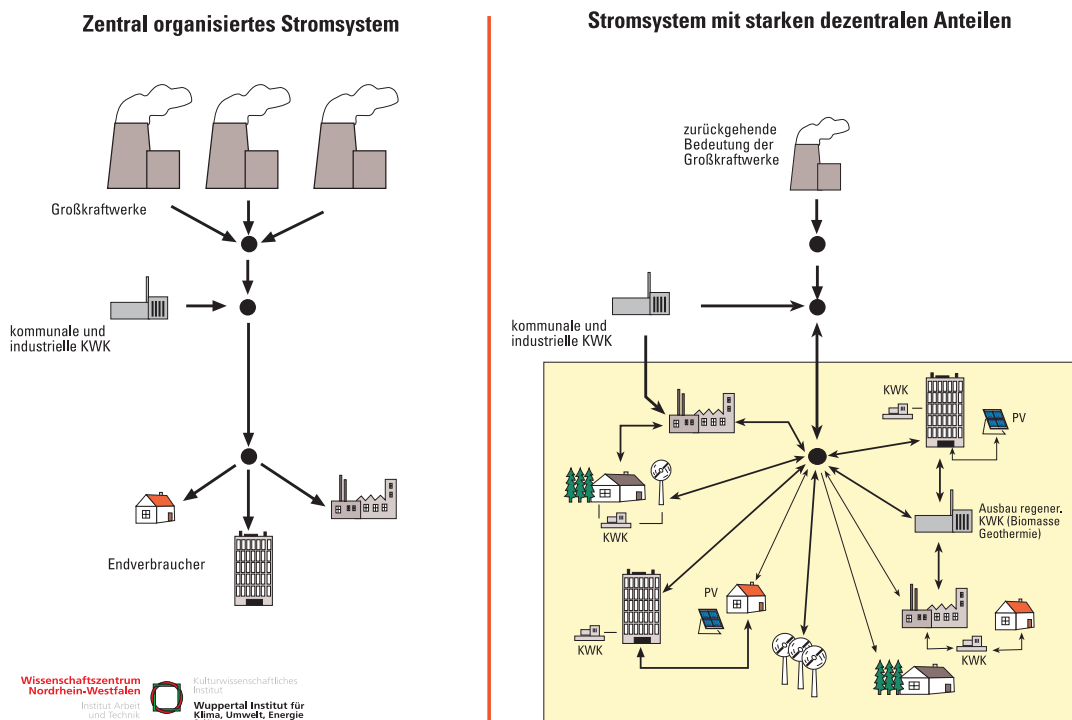 Zentral organisiertes Stromsystem
Großkraftwerke
kommunale und
industrielle KWK
Endverbraucher
Wissenschaftszentrum
Nordrhein-Westfalen
Institut Arbeit
und Technik
Kulturwissenschaftliches
Institut
Wuppertal Institut für
Klima, Umwelt, Energie
Stromsystem mit starken dezentralen Anteilen
zurückgehende
Bedeutung der
Großkraftwerke
kommunale und
industrielle KWK
KWK
PV
KWK
Ausbau regener.
KWK (Biomasse
Geothermie)
PV
KWK
KWK